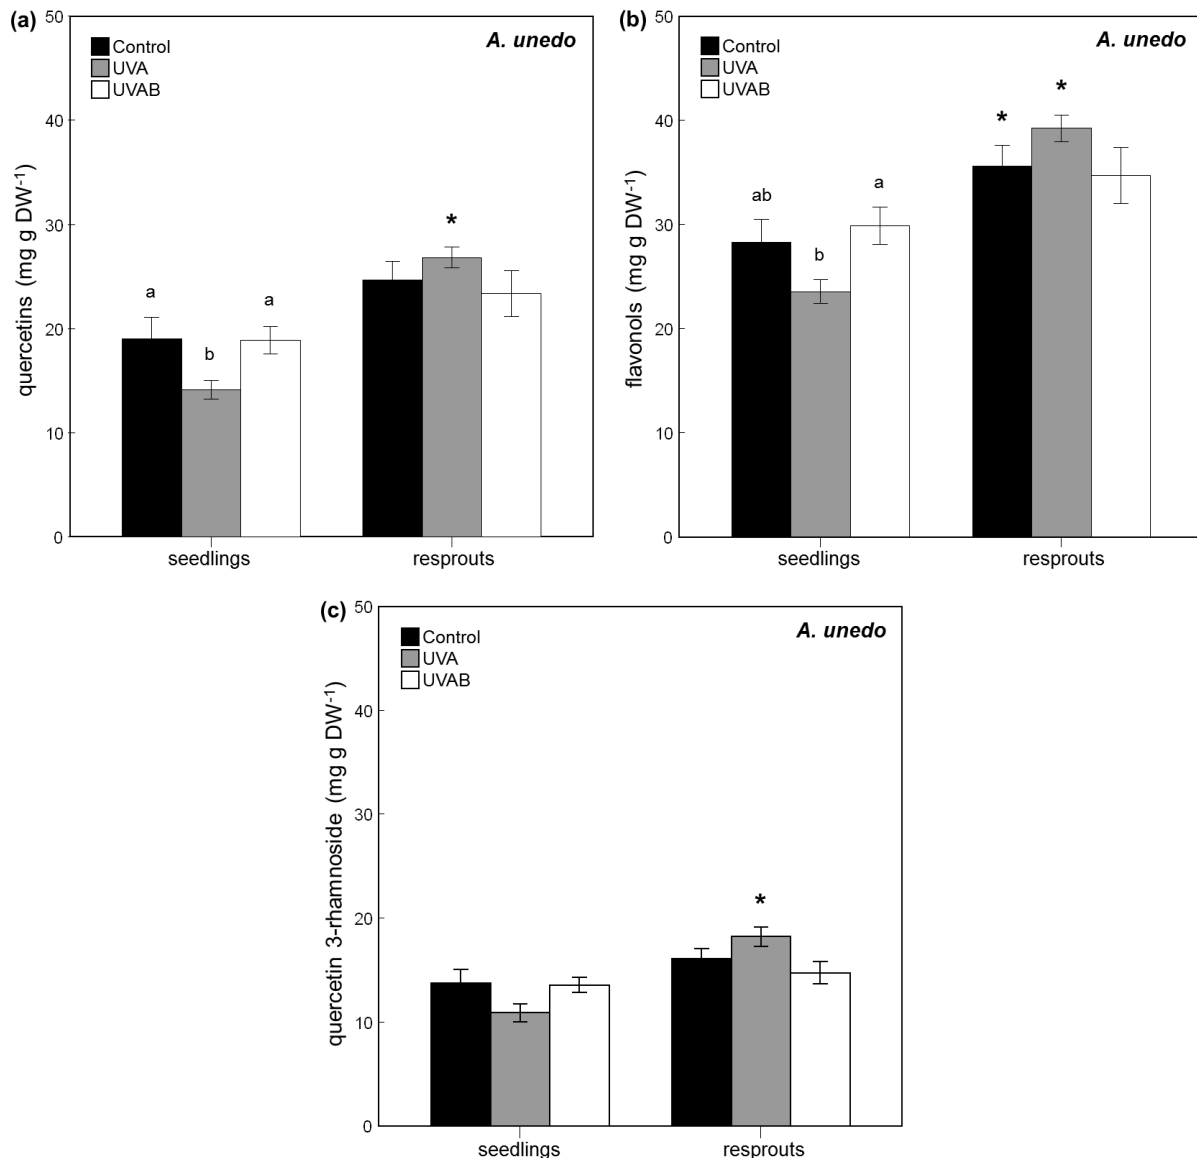 (a)
A. unedo
Control
UVA
UVAB
quercetins (mg g DW-1)
50
40
30
20
10
0
a
b
a
*
seedlings
resprouts
(b)
A. unedo
Control
UVA
UVAB
flavonols (mg g DW-1)
50
40
30
20
10
0
ab
b
a
*
*
seedlings
resprouts
(c)
A. unedo
Control
UVA
UVAB
quercetin 3-rhamnoside (mg g DW-1)
50
40
30
20
10
0
*
seedlings
resprouts